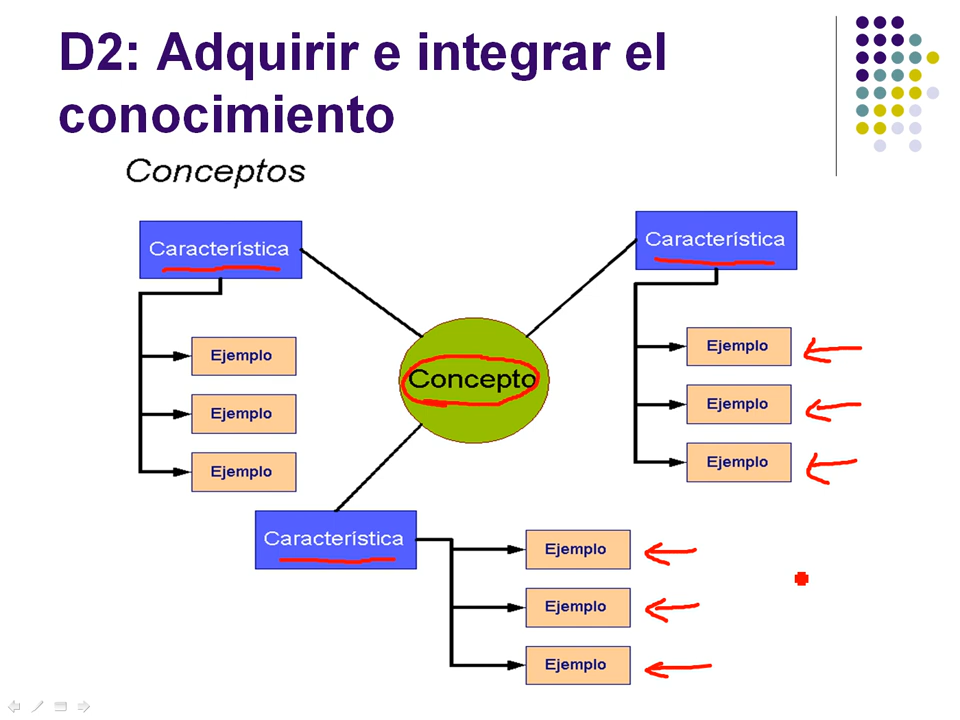 D2: Adquirir e integrar el
conocimiento
Conceptos
Característica
Ejemplo
Ejemplo
Ejemplo
Concepto
Característica
Ejemplo
Ejemplo
Ejemplo
Característica
Ejemplo
Ejemplo
Ejemplo